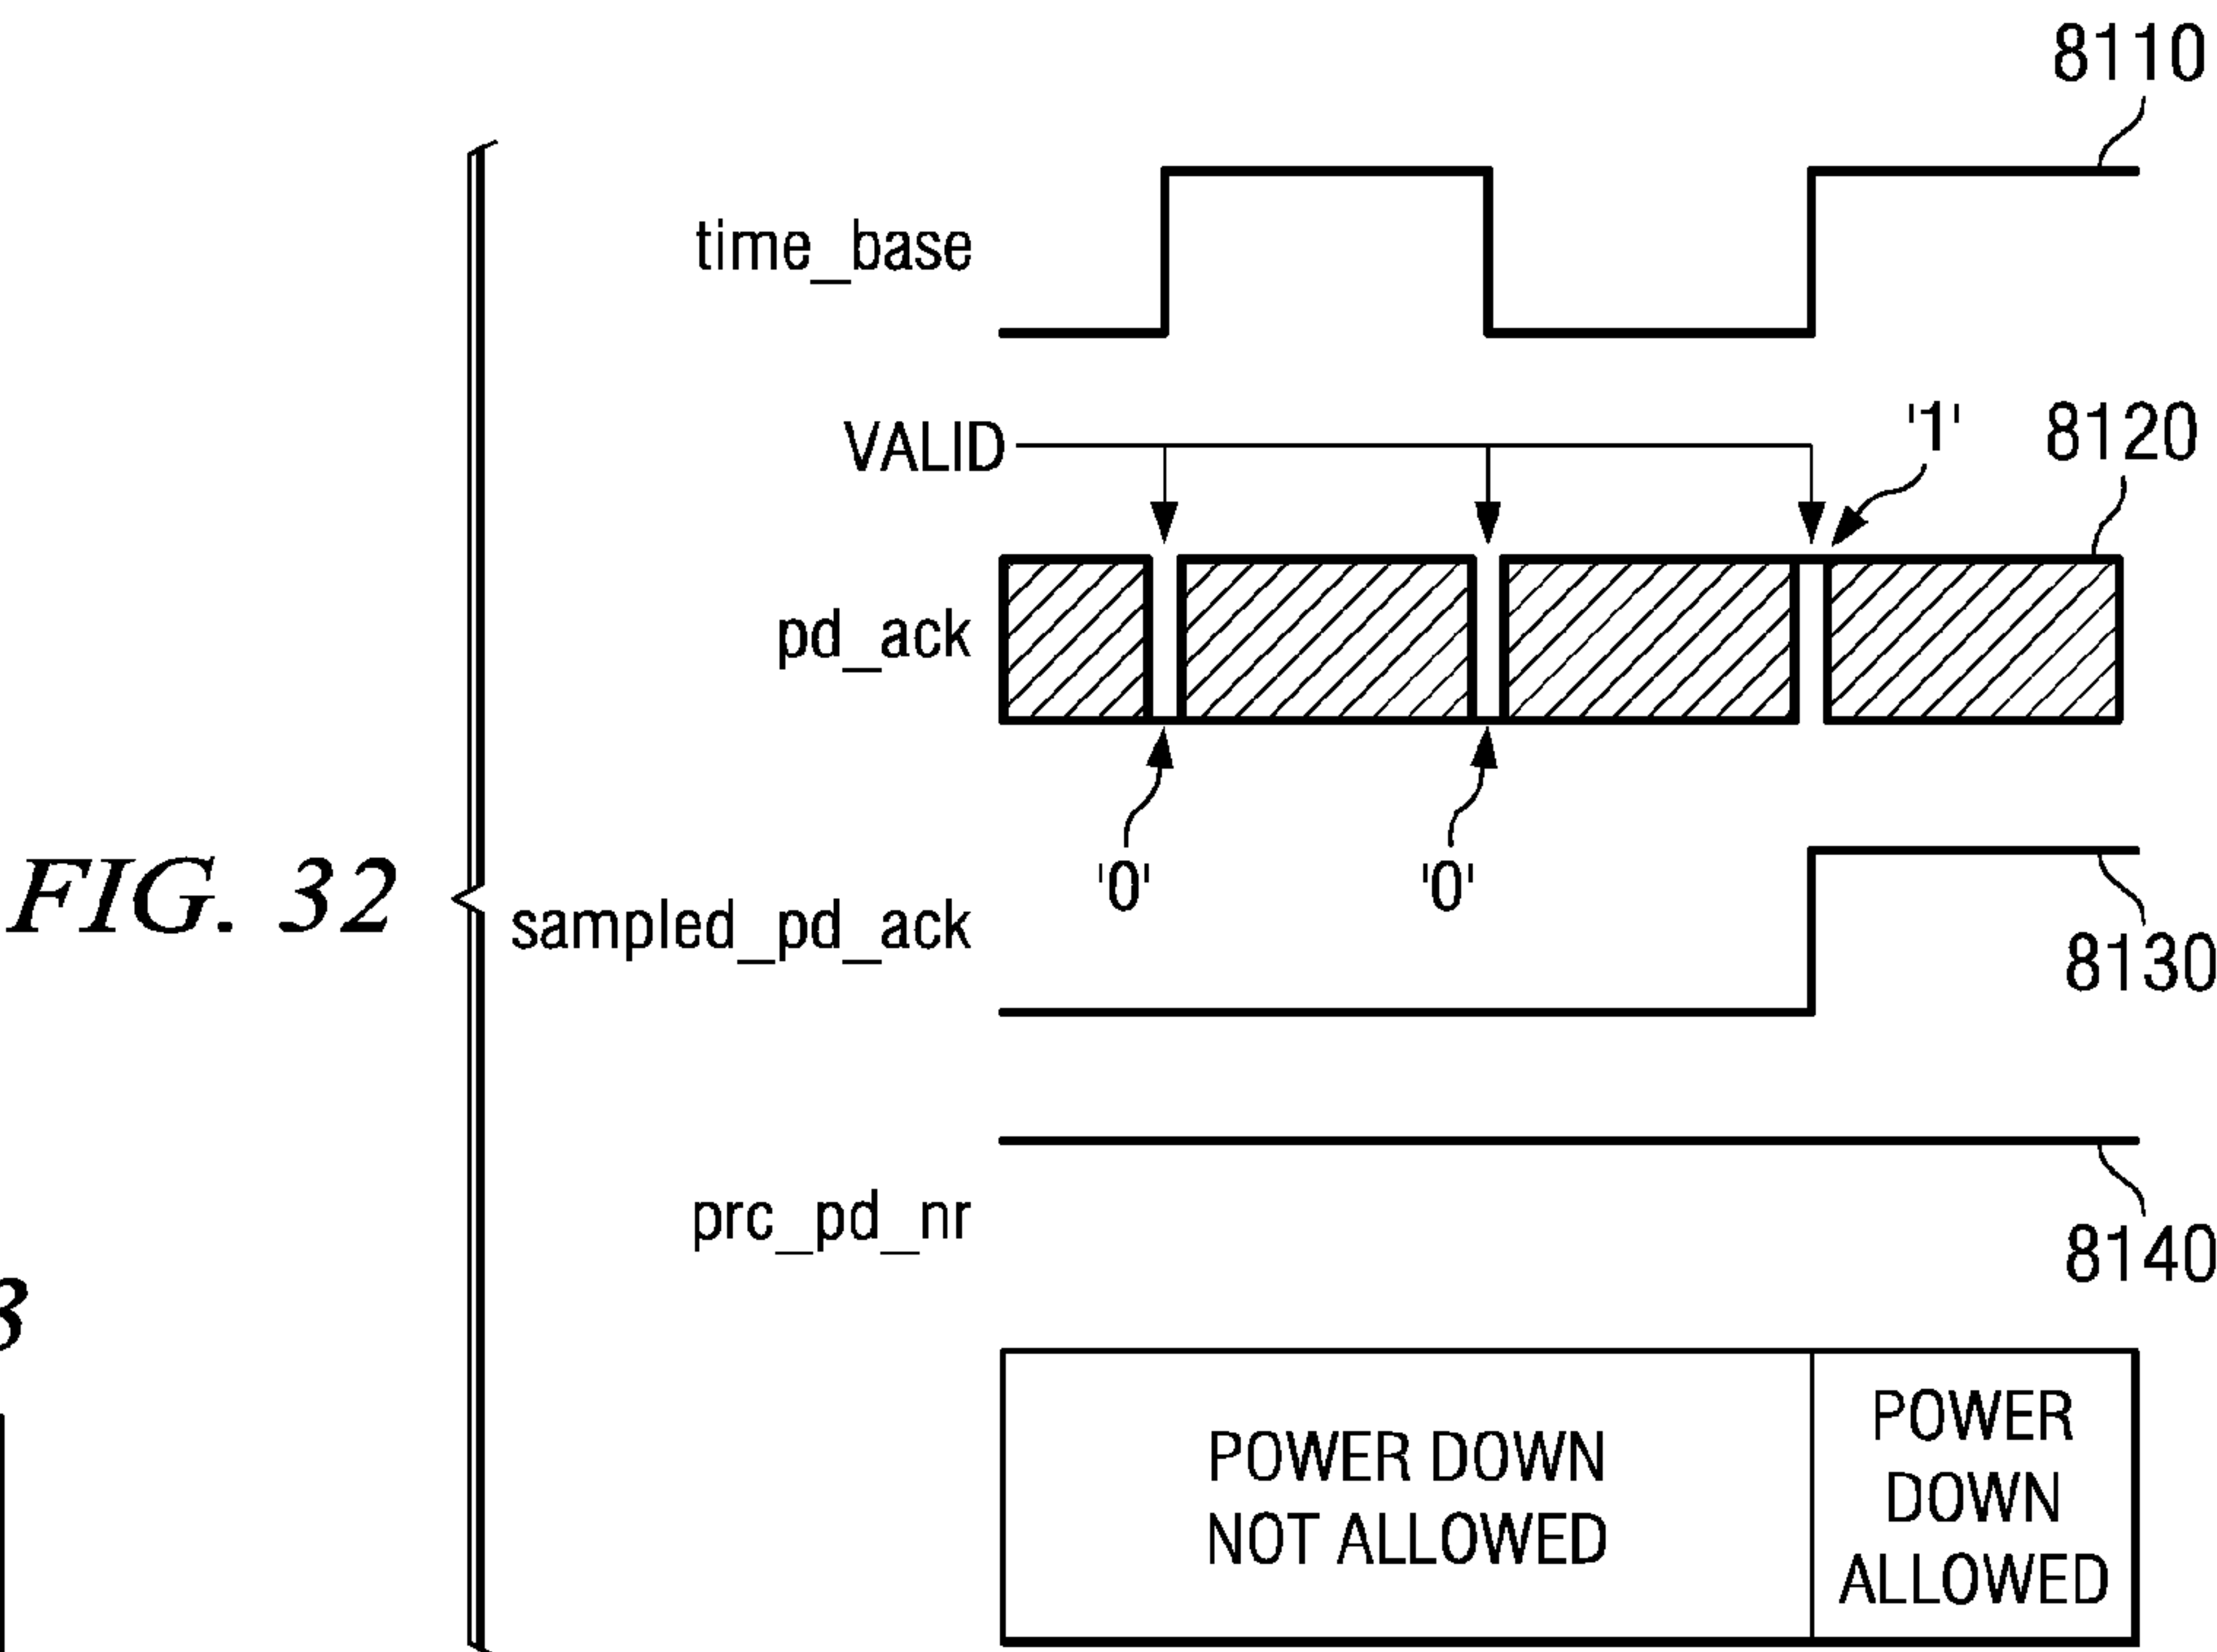 8110
time_base
VALID
'1'
8120
pd_ack
'0'
'0'
FIG. 32
sampled_pd_ack
8130
prc_pd_nr
8140
3
POWER DOWN
NOT ALLOWED
POWER
DOWN
ALLOWED